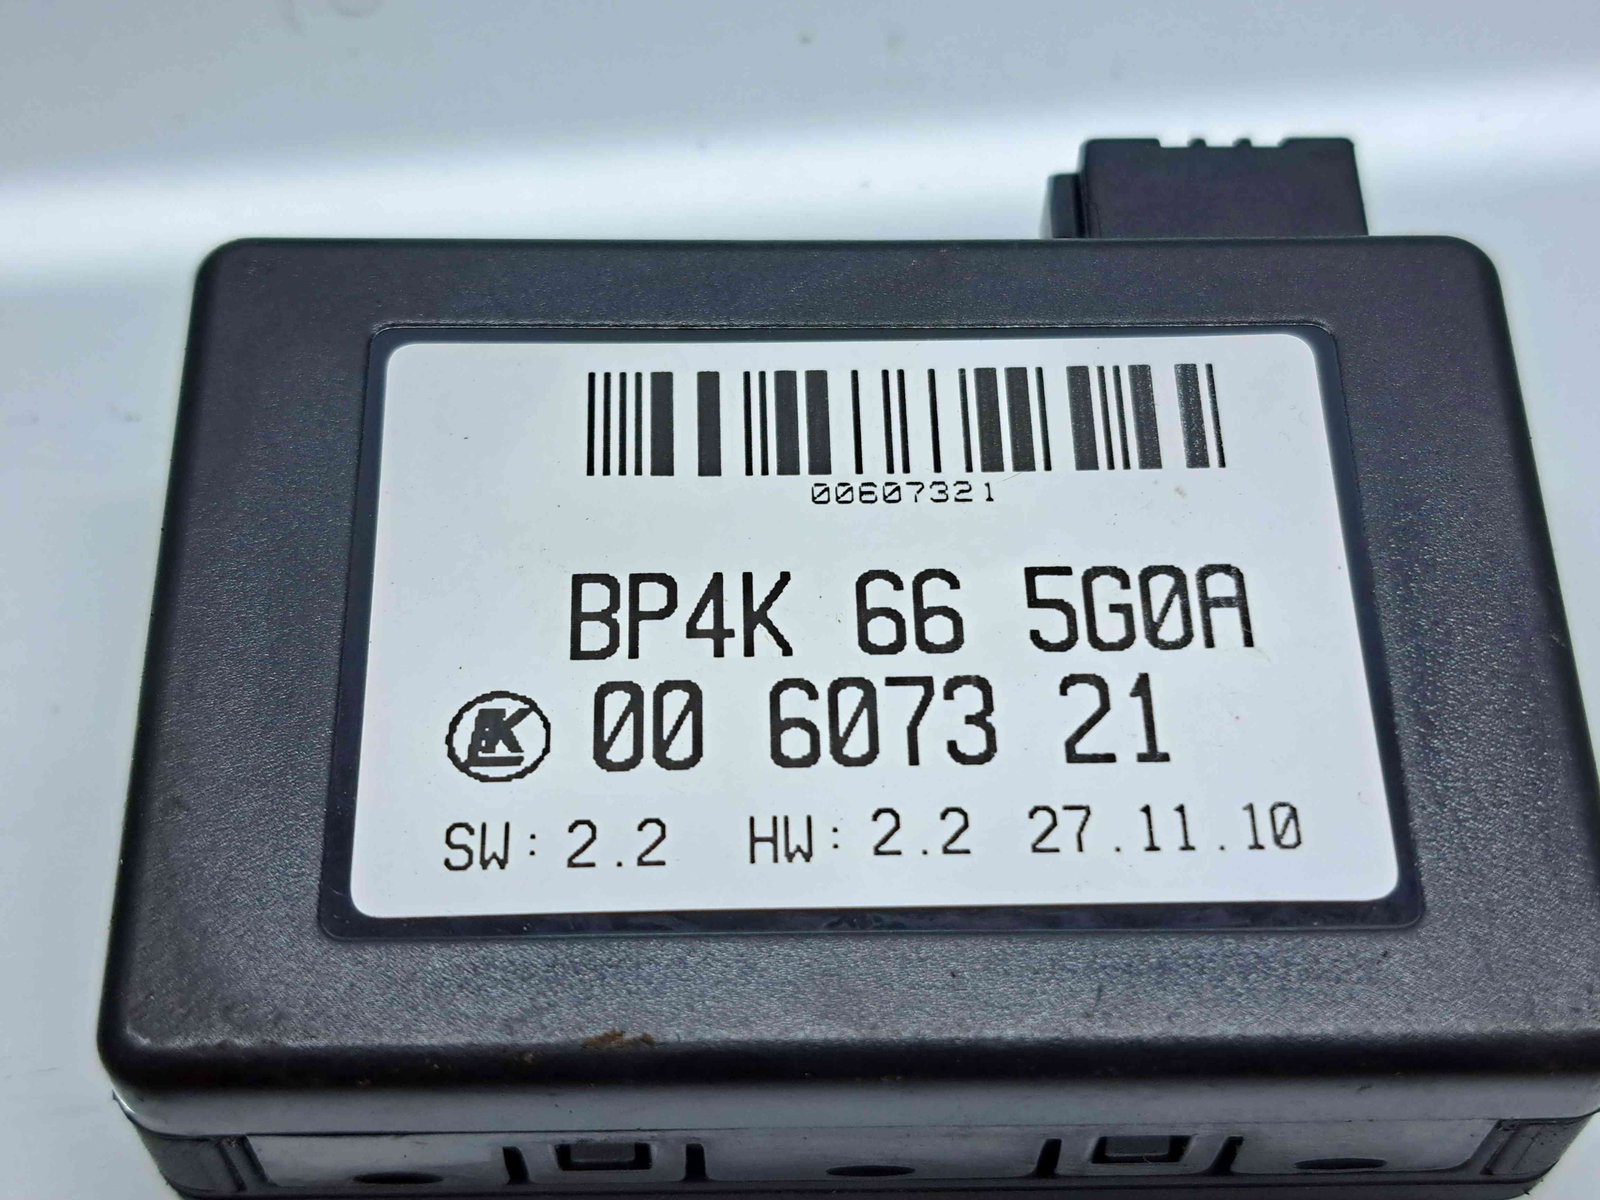 00607321
BP4K 66 5G0A
00 6073 21
SW: 2.2 HW: 2.2 27.11.10